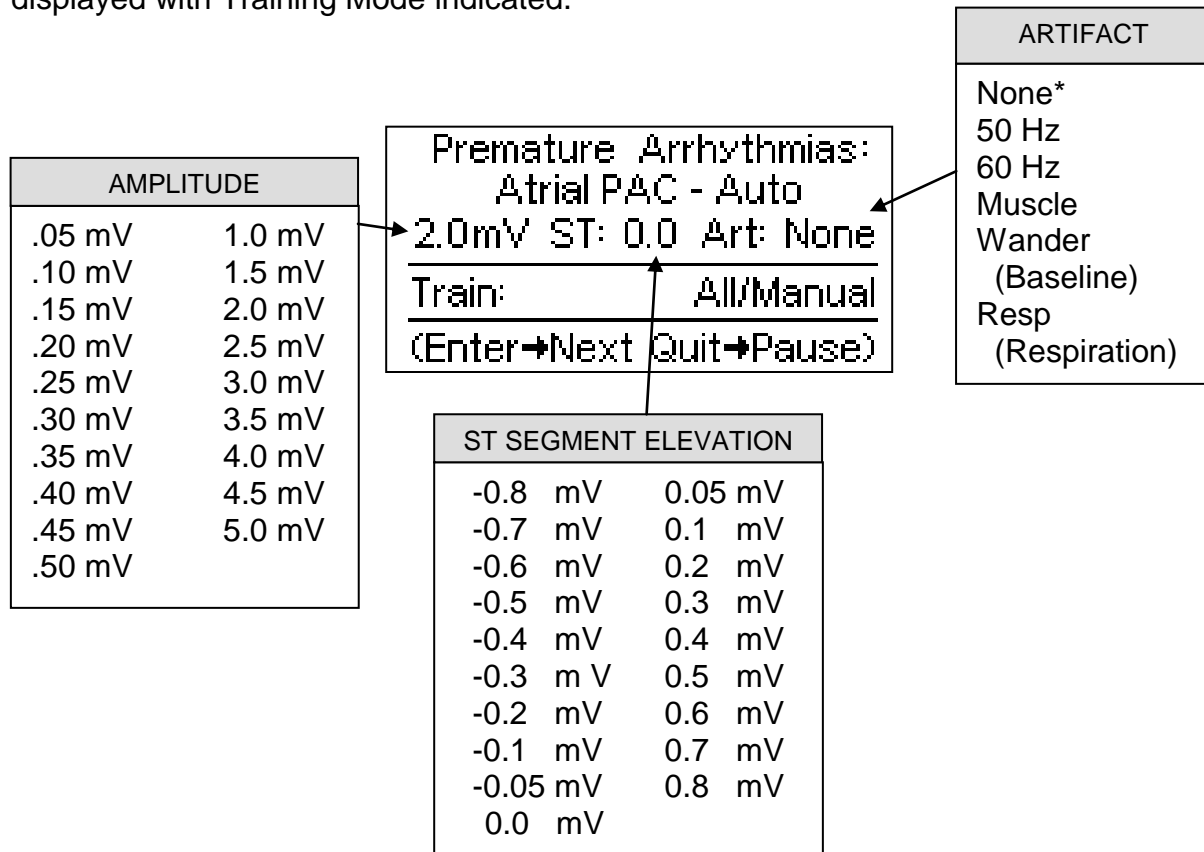 displayed with Training Mode indicated.
ARTIFACT
None*
50 Hz
60 Hz
Muscle
Wander
(Baseline)
Resp
(Respiration)
Premature Arrhythmias:
Atrial PAC - Auto
2.0mV ST: 0.0 Art: None
Train: All/Manual
(Enter➡Next Quit➡Pause)
AMPLITUDE
.05 mV 1.0 mV
.10 mV 1.5 mV
.15 mV 2.0 mV
.20 mV 2.5 mV
.25 mV 3.0 mV
.30 mV 3.5 mV
.35 mV 4.0 mV
.40 mV 4.5 mV
.45 mV 5.0 mV
.50 mV
ST SEGMENT ELEVATION
-0.8 mV 0.05 mV
-0.7 mV 0.1 mV
-0.6 mV 0.2 mV
-0.5 mV 0.3 mV
-0.4 mV 0.4 mV
-0.3 m V 0.5 mV
-0.2 mV 0.6 mV
-0.1 mV 0.7 mV
-0.05 mV 0.8 mV
0.0 mV